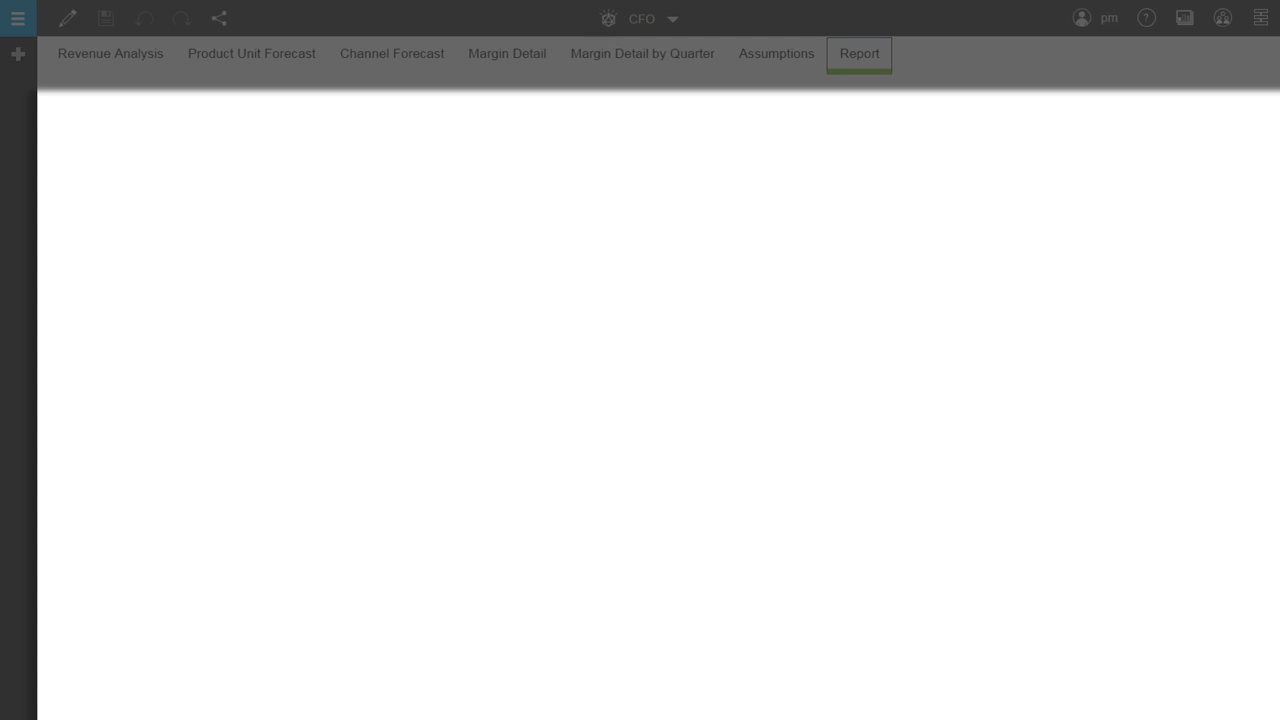 CFO
pm
?
Revenue Analysis Product Unit Forecast Channel Forecast Margin Detail Margin Detail by Quarter Assumptions Report